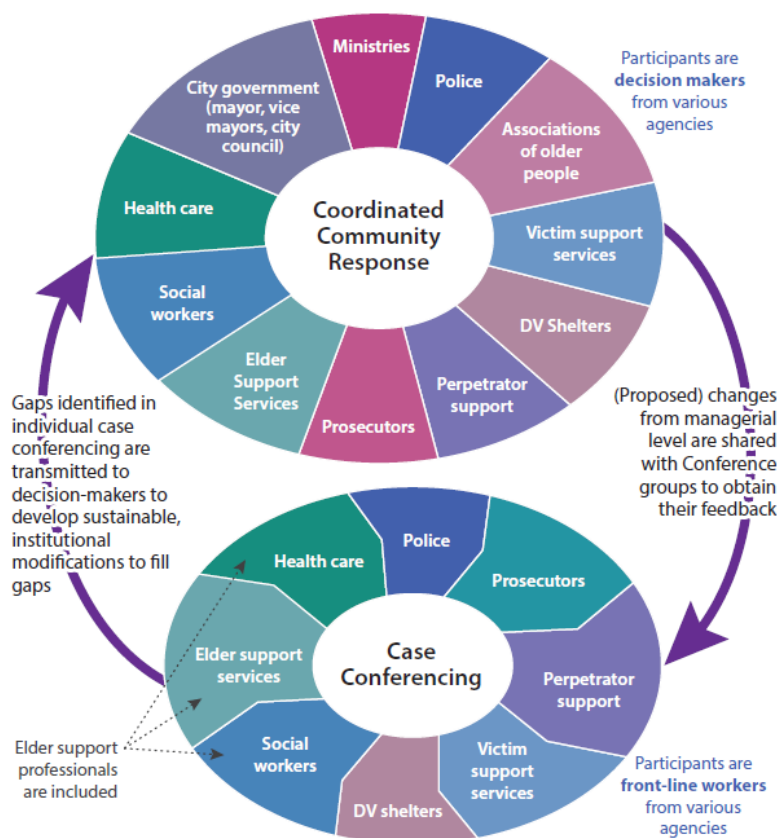 Ministries
Police
Participants are
decision makers
from various
agencies
City government
(mayor, vice
mayors, city
council)
Associations
of older
people
Health care
Coordinated
Community
Response
Victim support
services
Social
workers
DV Shelters
Elder
Support
Services
Perpetrator
support
Prosecutors
Gaps identified in
individual case
conferencing are
transmitted to
decision-makers to
develop sustainable,
institutional
modifications to fill
gaps
(Proposed) changes
from managerial
level are shared
with Conference
groups to obtain
their feedback
Health care
Police
Prosecutors
Elder support
services
Case
Conferencing
Perpetrator
support
Social
workers
Victim
support
services
DV shelters
Elder support
professionals
are included
Participants are
front-line workers
from various
agencies